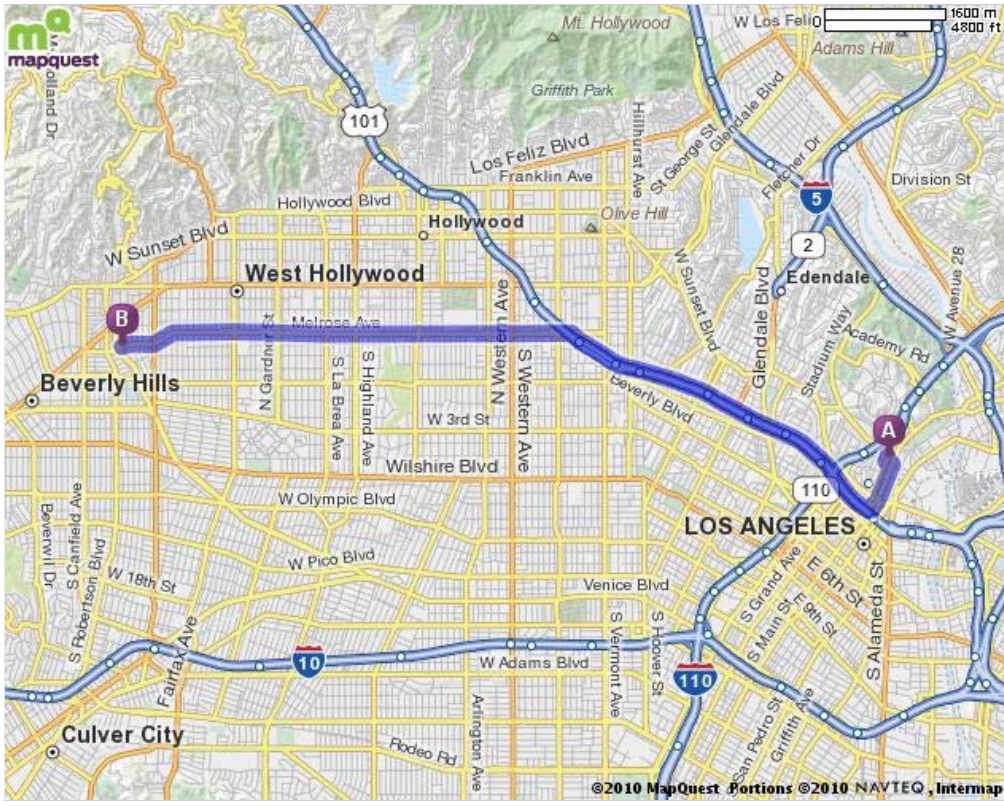 mapquest
m
Holland Dr
Mt. Hollywood
W Los Feliz
1600 m
0
4800 ft
Adams Hill
Griffith Park
Glendale Blvd
101
Hillhurst Ave
St George St
Fletcher Dr
Los Feliz Blvd
Franklin Ave
Division St
5
Hollywood Blvd
Hollywood
Olive Hill
W Sunset Blvd
2
W Sunset Blvd
West Hollywood
Edendale
W Avenue 28
B
Melrose Ave
N Western Ave
Glendale Blvd
Stadium Way
Academy Rd
Beverly Hills
N Gardner St
S La Brea Ave
S Highland Ave
S Western Ave
Beverly Blvd
W 3rd St
A
Wilshire Blvd
110
W Olympic Blvd
LOS ANGELES
Beverwil Dr
S Canfield Ave
S Robertson Blvd
W 18th St
W Pico Blvd
Venice Blvd
S Grand Ave
E 6th St
S Main St
E 9th St
S Alameda St
Fairfax Ave
10
W Adams Blvd
S Vermont Ave
S Hoover St
110
Culver City
Rodeo Rd
Arlington Ave
San Pedro St
Griffith Ave
©2010 MapQuest Portions ©2010 NAVTEQ, Intermap